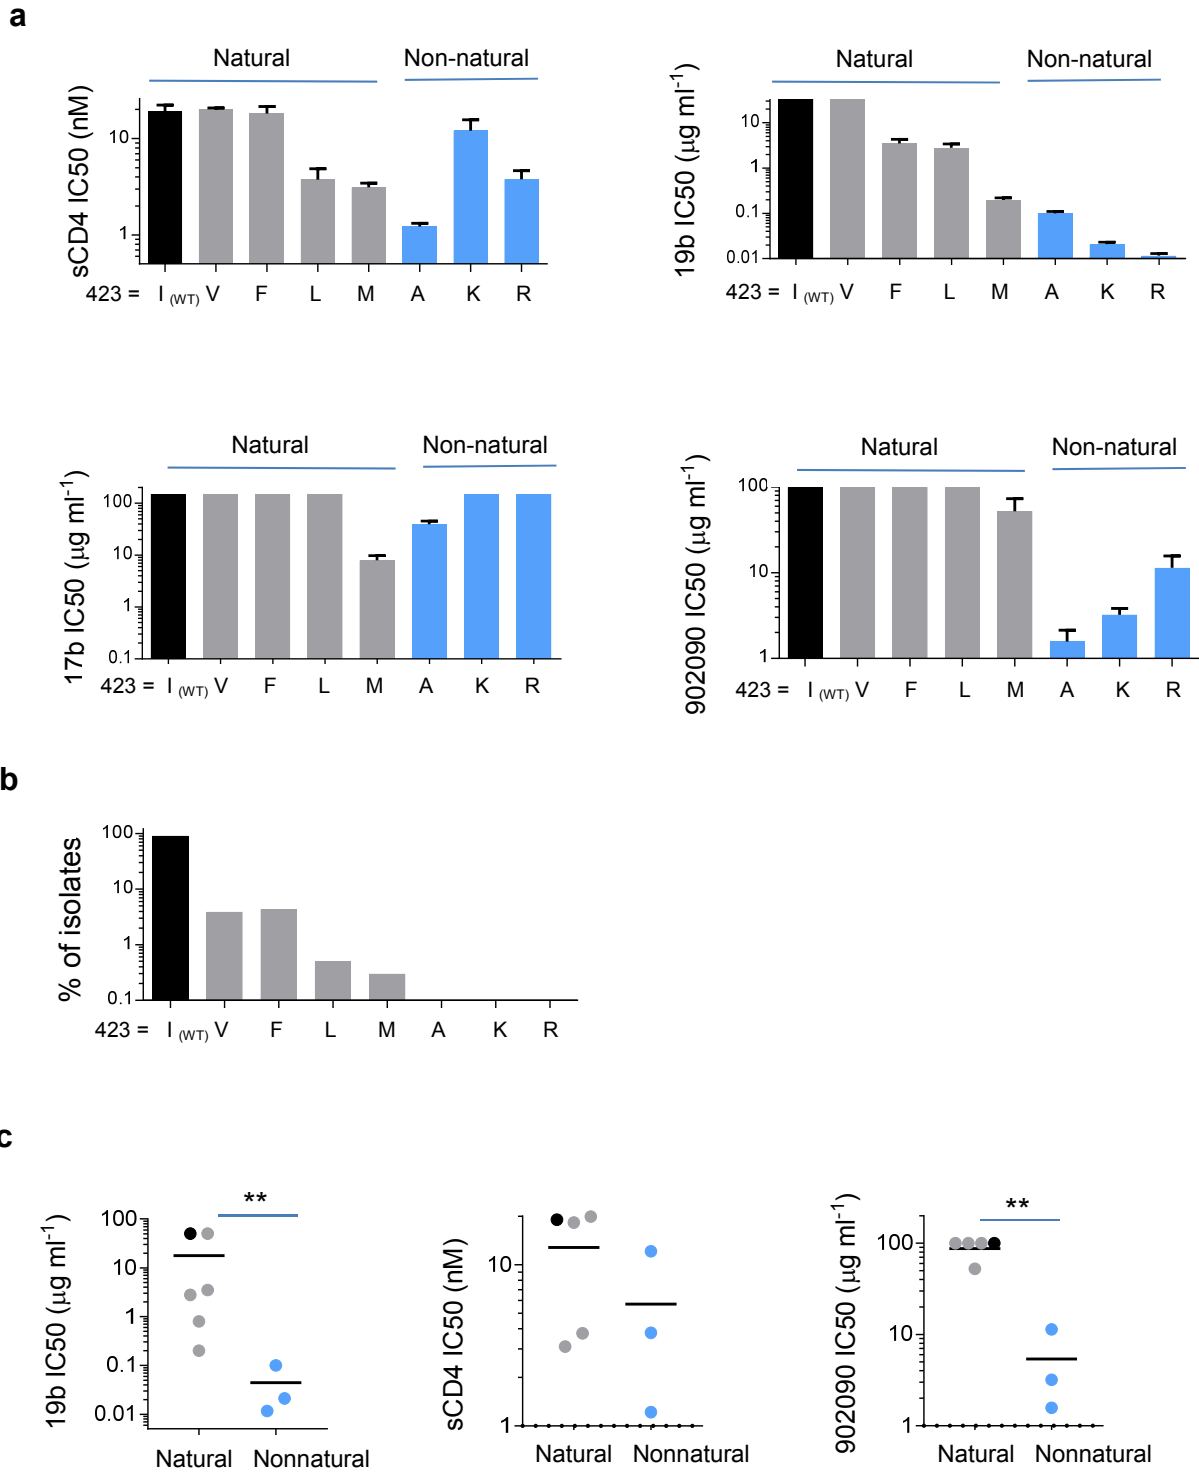 a
Natural Non-natural
sCD4 IC50 (nM)
10
1
423 = I (WT) V F L M A K R
Natural Non-natural
19b IC50 (µg ml-1)
10
1
0.1
0.01
423 = I (WT) V F L M A K R
Natural Non-natural
17b IC50 (µg ml-1)
100
10
1
0.1
423 = I (WT) V F L M A K R
Natural Non-natural
902090 IC50 (µg ml-1)
100
10
1
423 = I (WT) V F L M A K R
b
% of isolates
100
10
1
0.1
423 = I (WT) V F L M A K R
c
**
19b IC50 (µg ml-1)
100
10
1
0.1
0.01
Natural Nonnatural
sCD4 IC50 (nM)
10
1
Natural Nonnatural
**
902090 IC50 (µg ml-1)
100
10
1
Natural Nonnatural